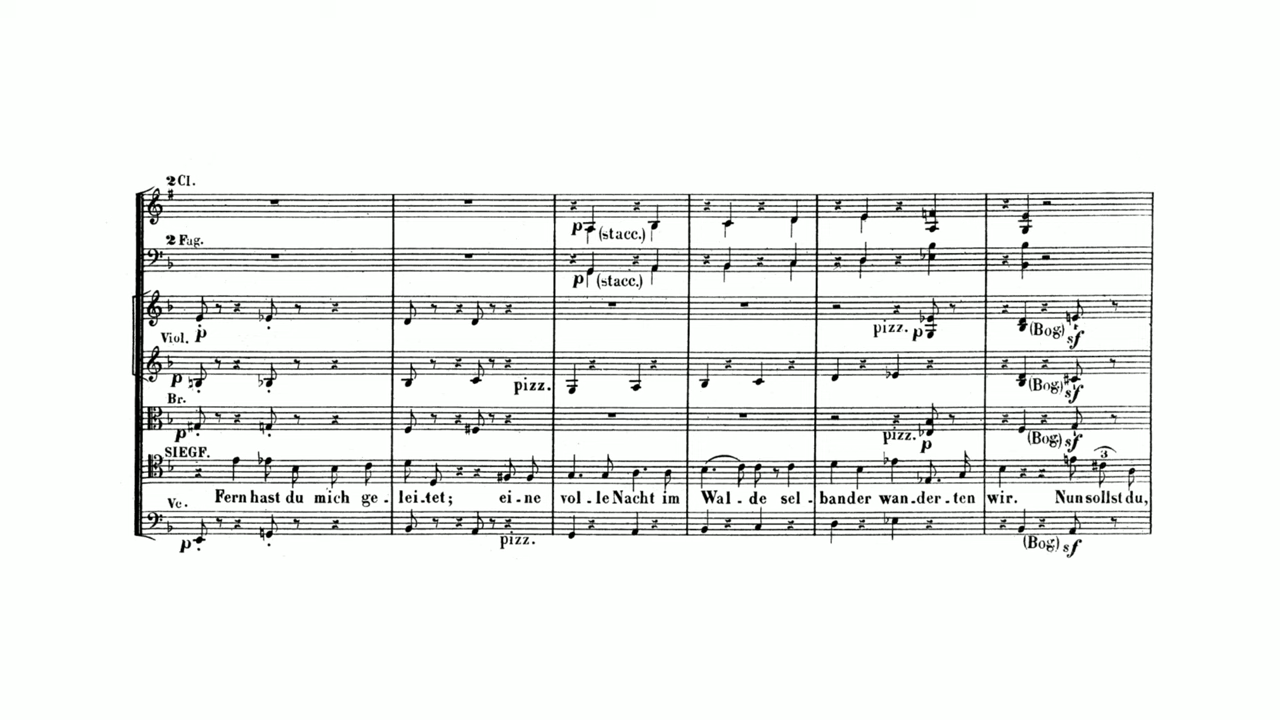 2 Cl.
p (stacc.)
2 Fag.
p (stacc.)
p
pizz. p
(Bog) sf
Viol.
p
pizz.
(Bog) sf
Br.
p
pizz. p
(Bog) sf
SIEGF.
3
Fern hast du mich ge-lei-tet; ei-ne vol-le Nacht im Wal-de sel-bander wan-der-ten wir. Nun sollst du,
Vc.
p
pizz.
(Bog) sf